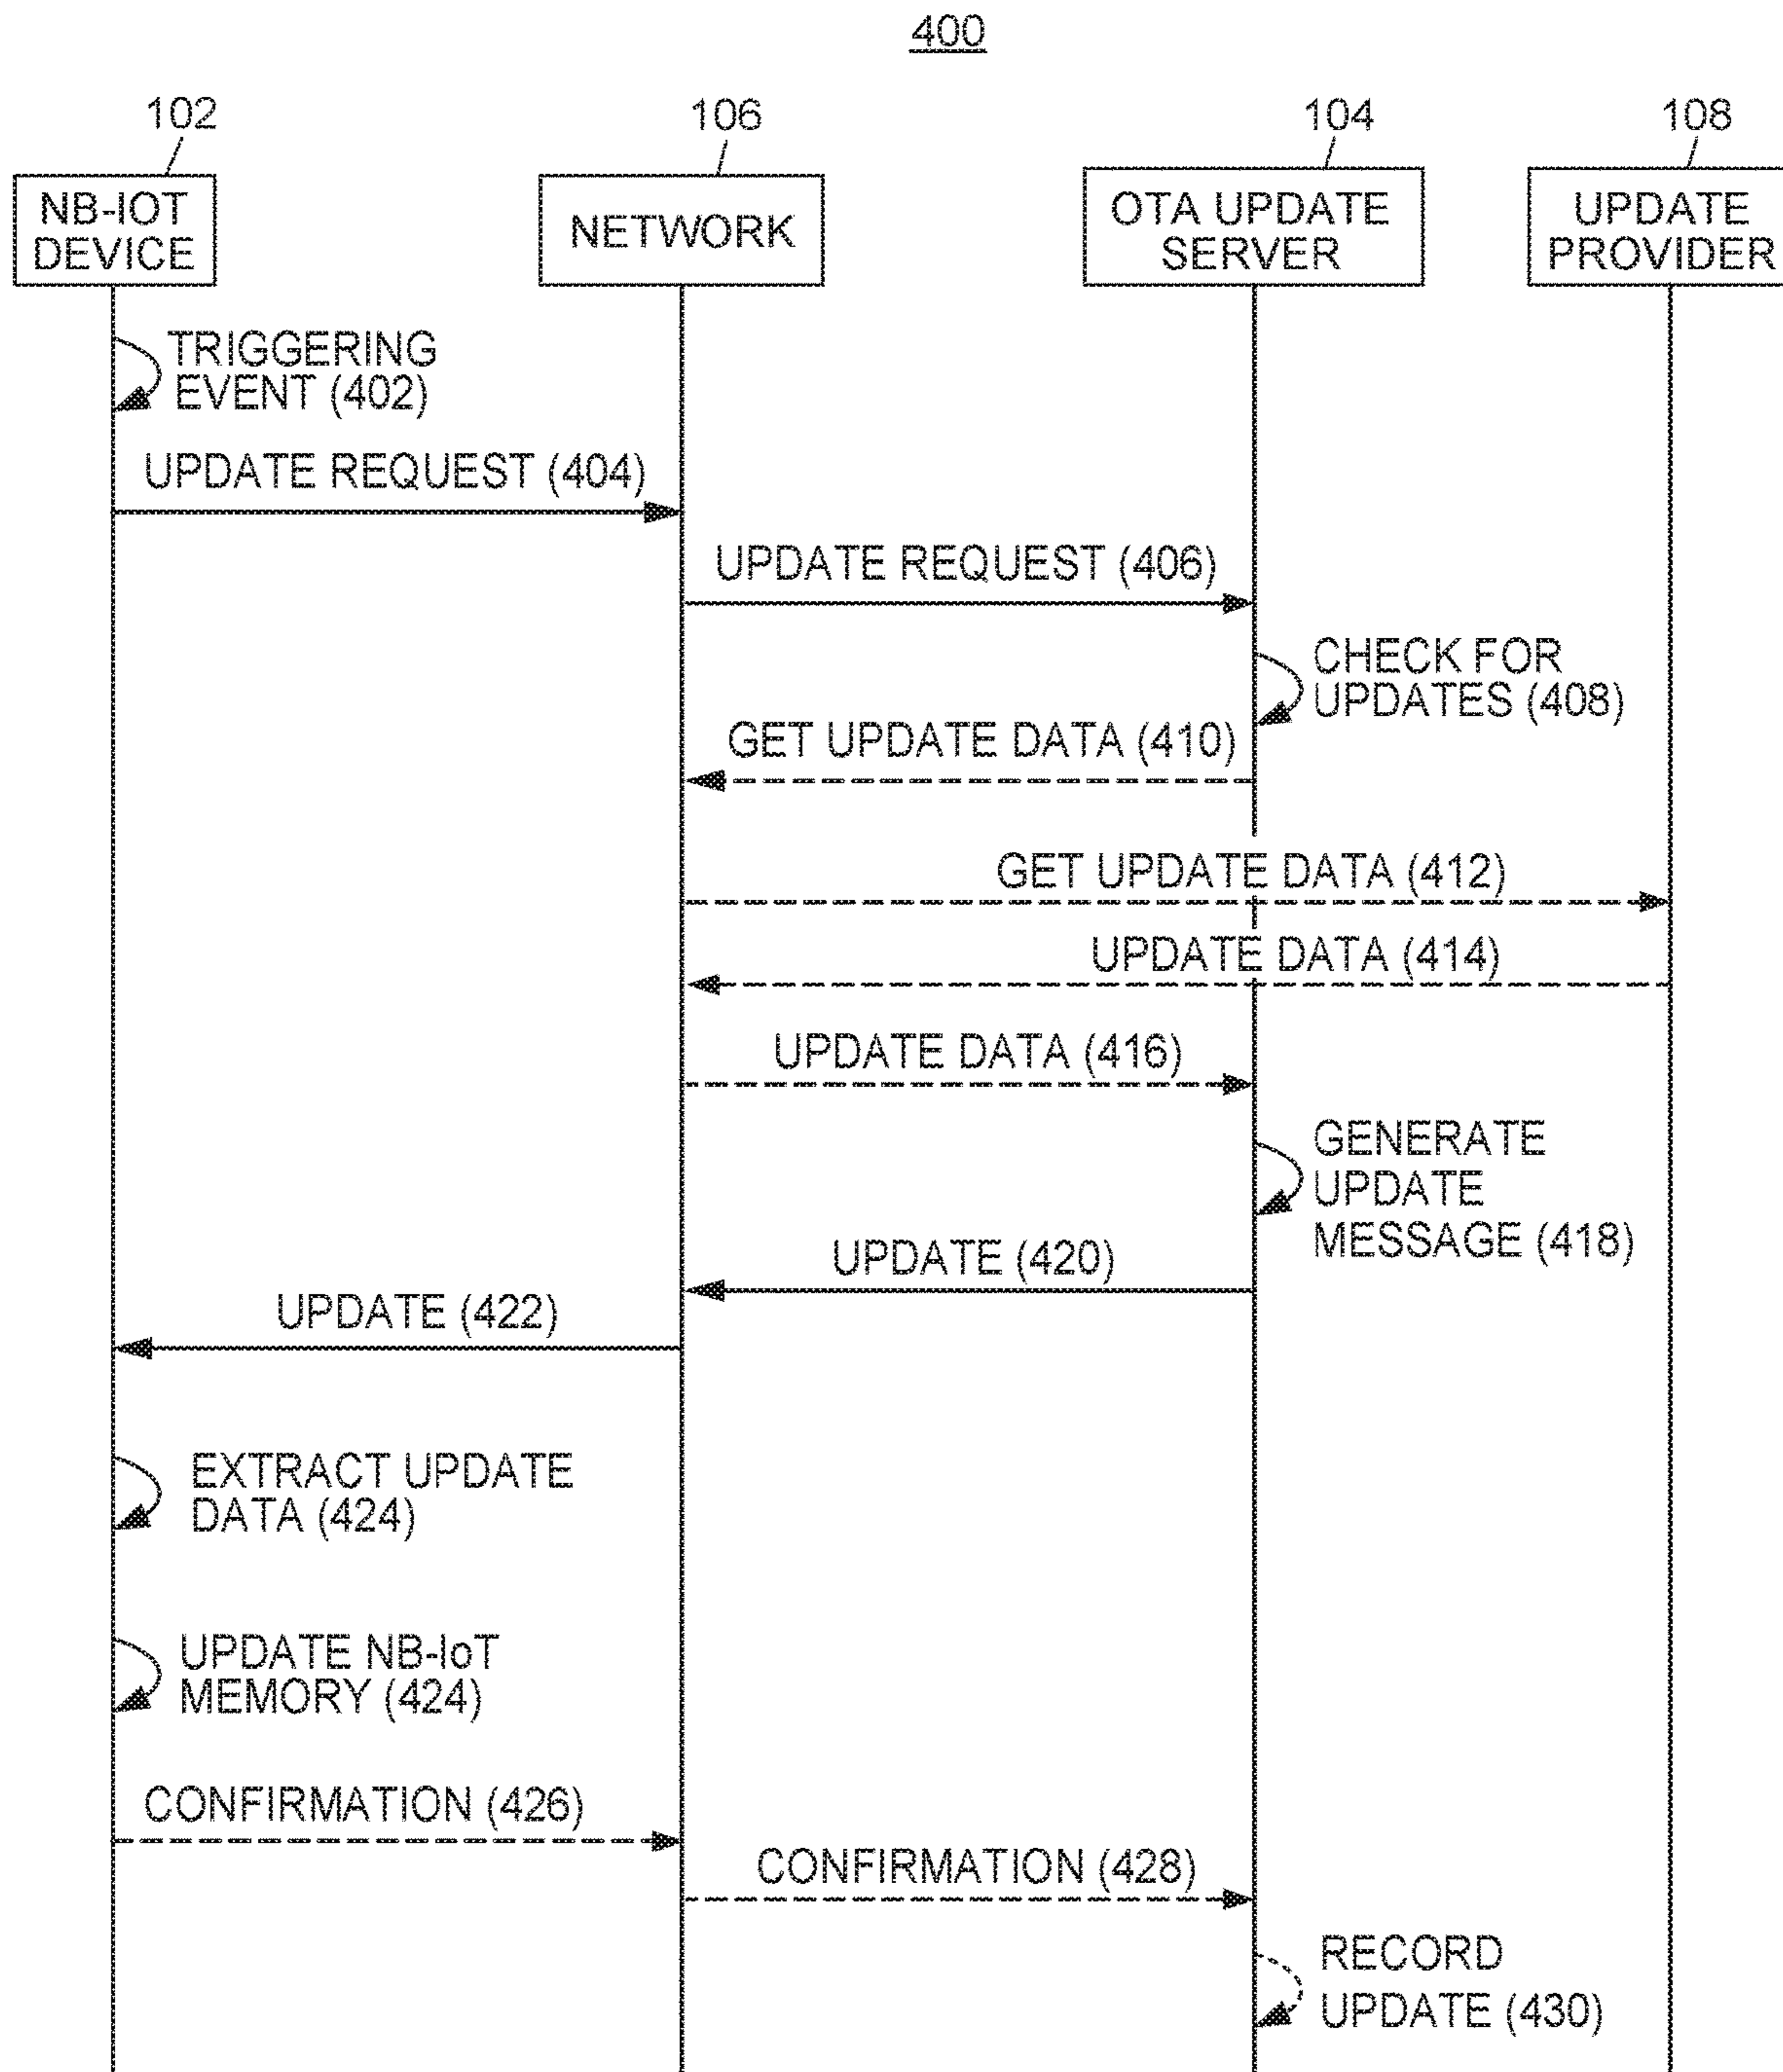 400
102
106
104
108
NB-IOT
DEVICE
NETWORK
OTA UPDATE
SERVER
UPDATE
PROVIDER
TRIGGERING
EVENT (402)
UPDATE REQUEST (404)
UPDATE REQUEST (406)
CHECK FOR
UPDATES (408)
GET UPDATE DATA (410)
GET UPDATE DATA (412)
UPDATE DATA (414)
UPDATE DATA (416)
GENERATE
UPDATE
MESSAGE (418)
UPDATE (420)
UPDATE (422)
EXTRACT UPDATE
DATA (424)
UPDATE NB-IoT
MEMORY (424)
CONFIRMATION (426)
CONFIRMATION (428)
RECORD
UPDATE (430)